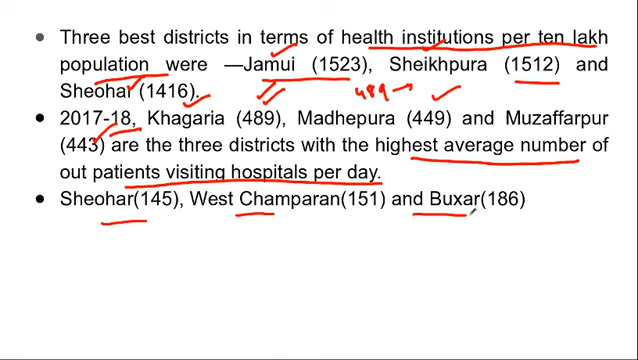 ● Three best districts in terms of health institutions per ten lakh
population were —Jamui (1523), Sheikhpura (1512) and
Sheohar (1416).
489 →
● 2017-18, Khagaria (489), Madhepura (449) and Muzaffarpur
(443) are the three districts with the highest average number of
out patients visiting hospitals per day.
● Sheohar(145), West Champaran(151) and Buxar(186)